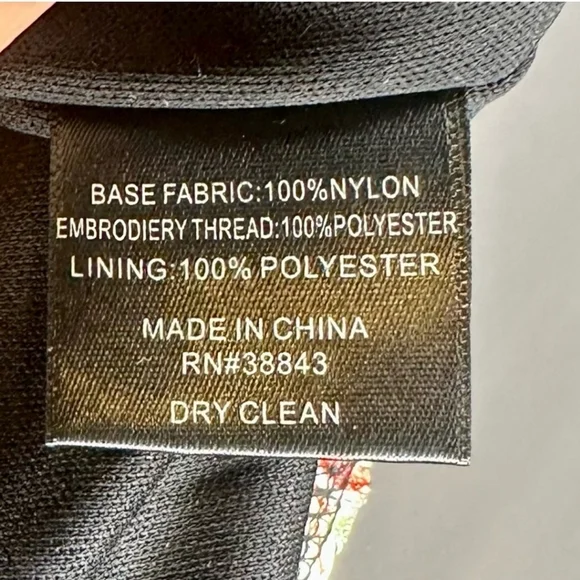 BASE FABRIC:100%NYLON
EMBRODIERY THREAD:100%POLYESTER
LINING:100% POLYESTER
MADE IN CHINA
RN#38843
DRY CLEAN